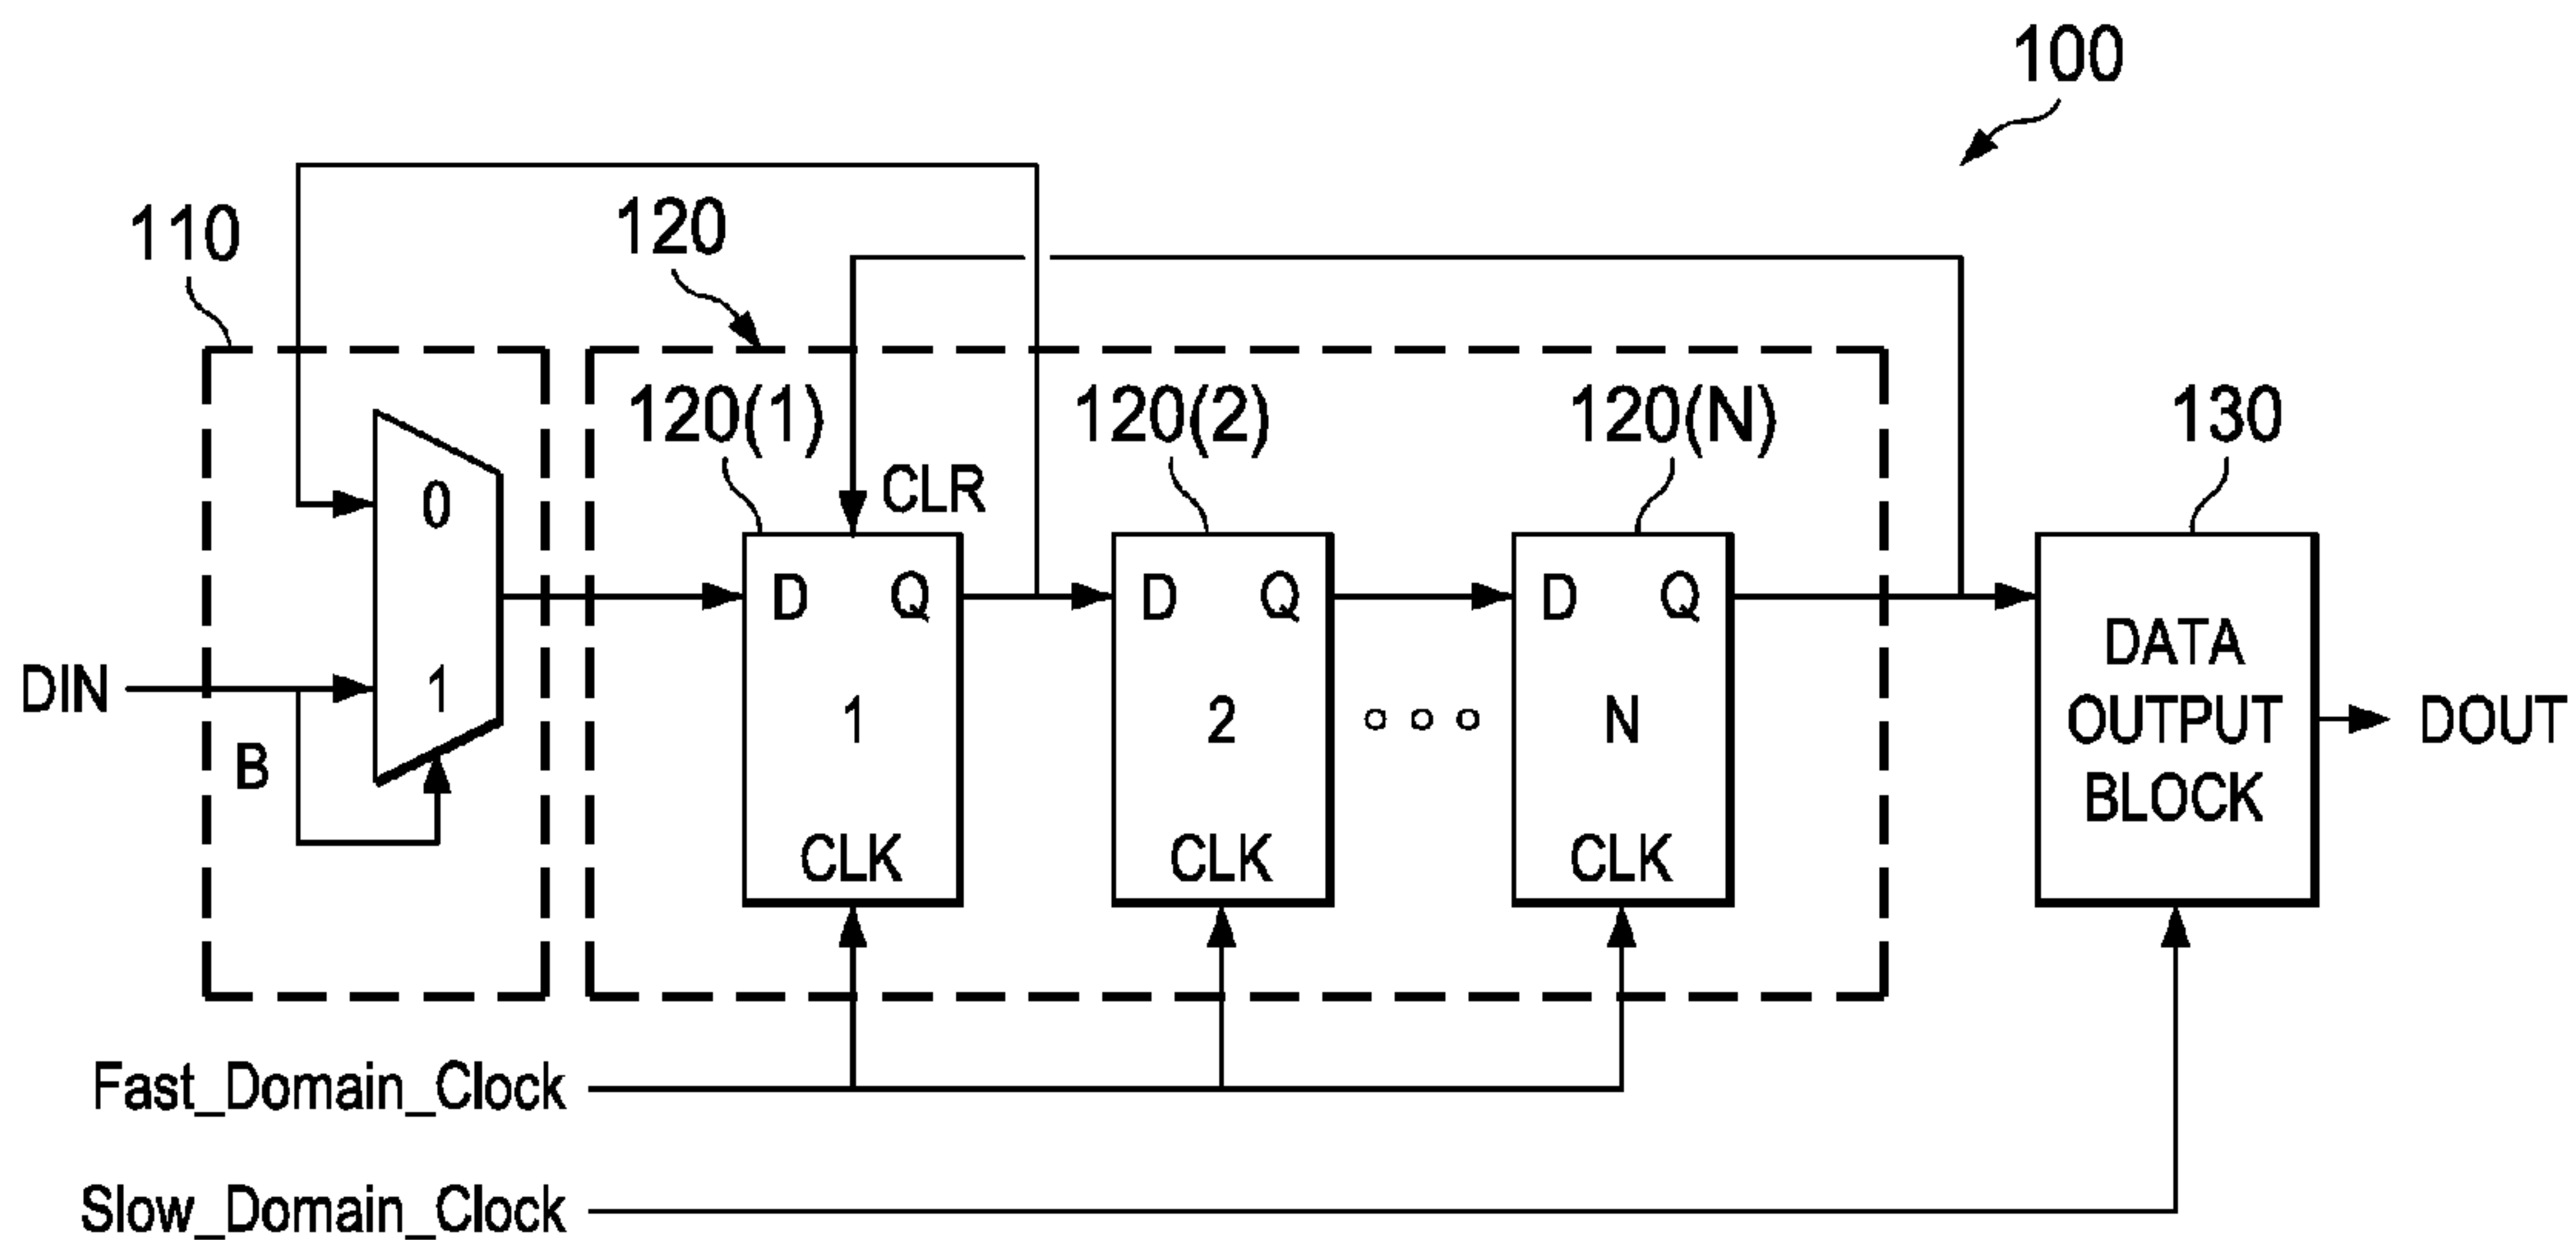 100
110
120
120(1)
120(2)
120(N)
130
CLR
0
D Q
D Q
D Q
DATA
OUTPUT
BLOCK
DIN
1
1
2
N
DOUT
B
CLK
CLK
CLK
Fast_Domain_Clock
Slow_Domain_Clock